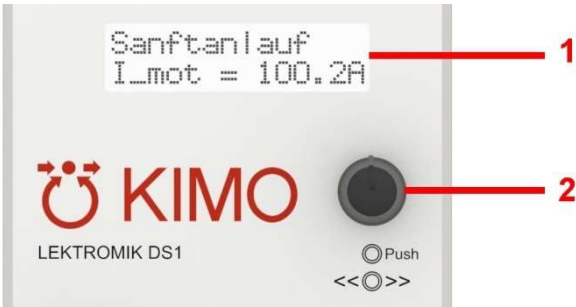 Sanftanlauf
I_mot = 100.2A
1
KIMO
2
LEKTROMIK DS1
Push
<< >>